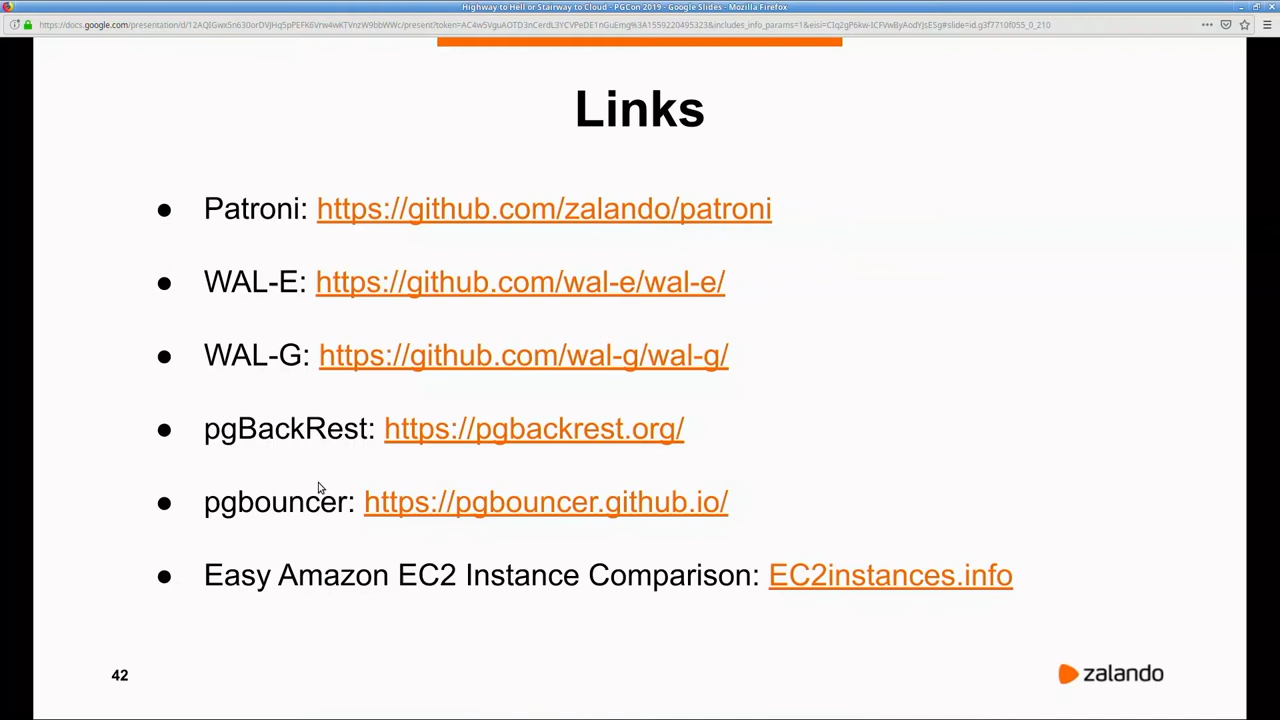 Highway to Hell or Stairway to Cloud - PGCon 2019 - Google Slides - Mozilla Firefox
Links
● Patroni: https://github.com/zalando/patroni
● WAL-E: https://github.com/wal-e/wal-e/
● WAL-G: https://github.com/wal-g/wal-g/
● pgBackRest: https://pgbackrest.org/
● pgbouncer: https://pgbouncer.github.io/
● Easy Amazon EC2 Instance Comparison: EC2instances.info
42
zalando